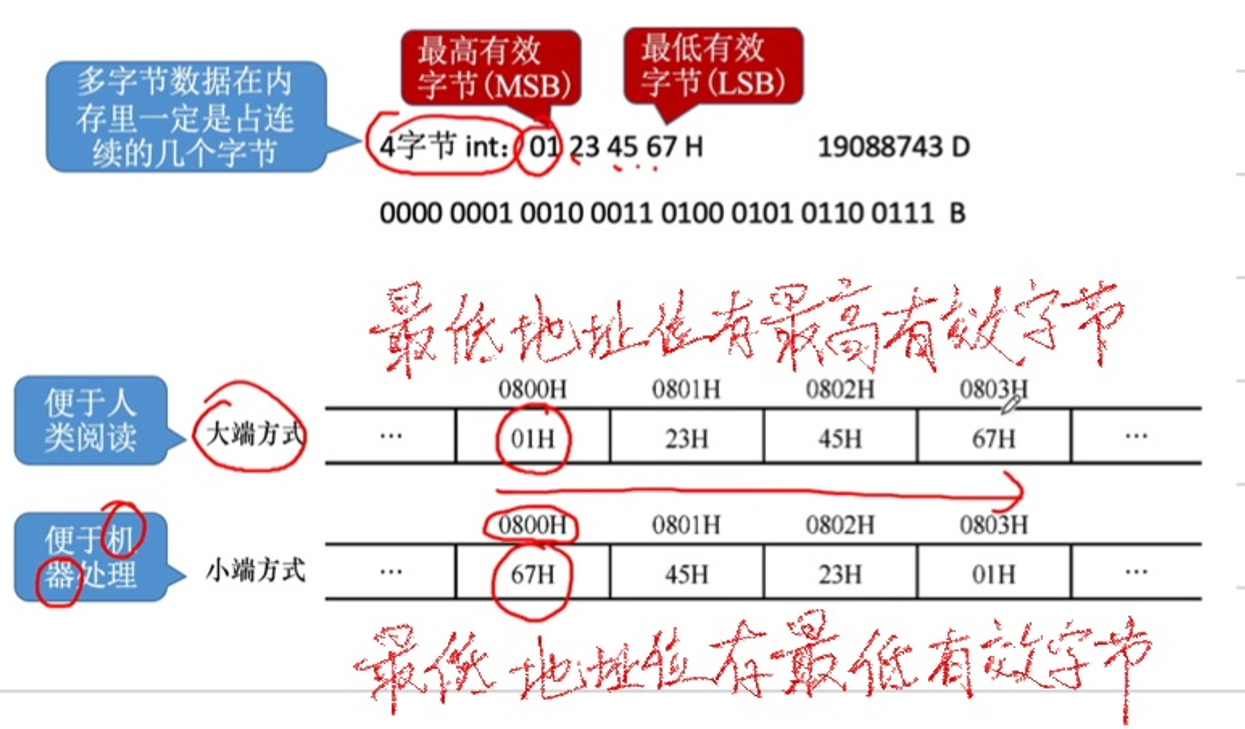 最高有效
字节(MSB)
最低有效
字节(LSB)
多字节数据在内
存里一定是占连
续的几个字节
4字节 int: 01 23 45 67 H 19088743 D
0000 0001 0010 0011 0100 0101 0110 0111 B
最低地址位存最高有效字节
便于人
类阅读
大端方式
0800H 0801H 0802H 0803H
... 01H 23H 45H 67H ...
便于机
器处理
小端方式
0800H 0801H 0802H 0803H
... 67H 45H 23H 01H ...
最低地址位存最低有效字节